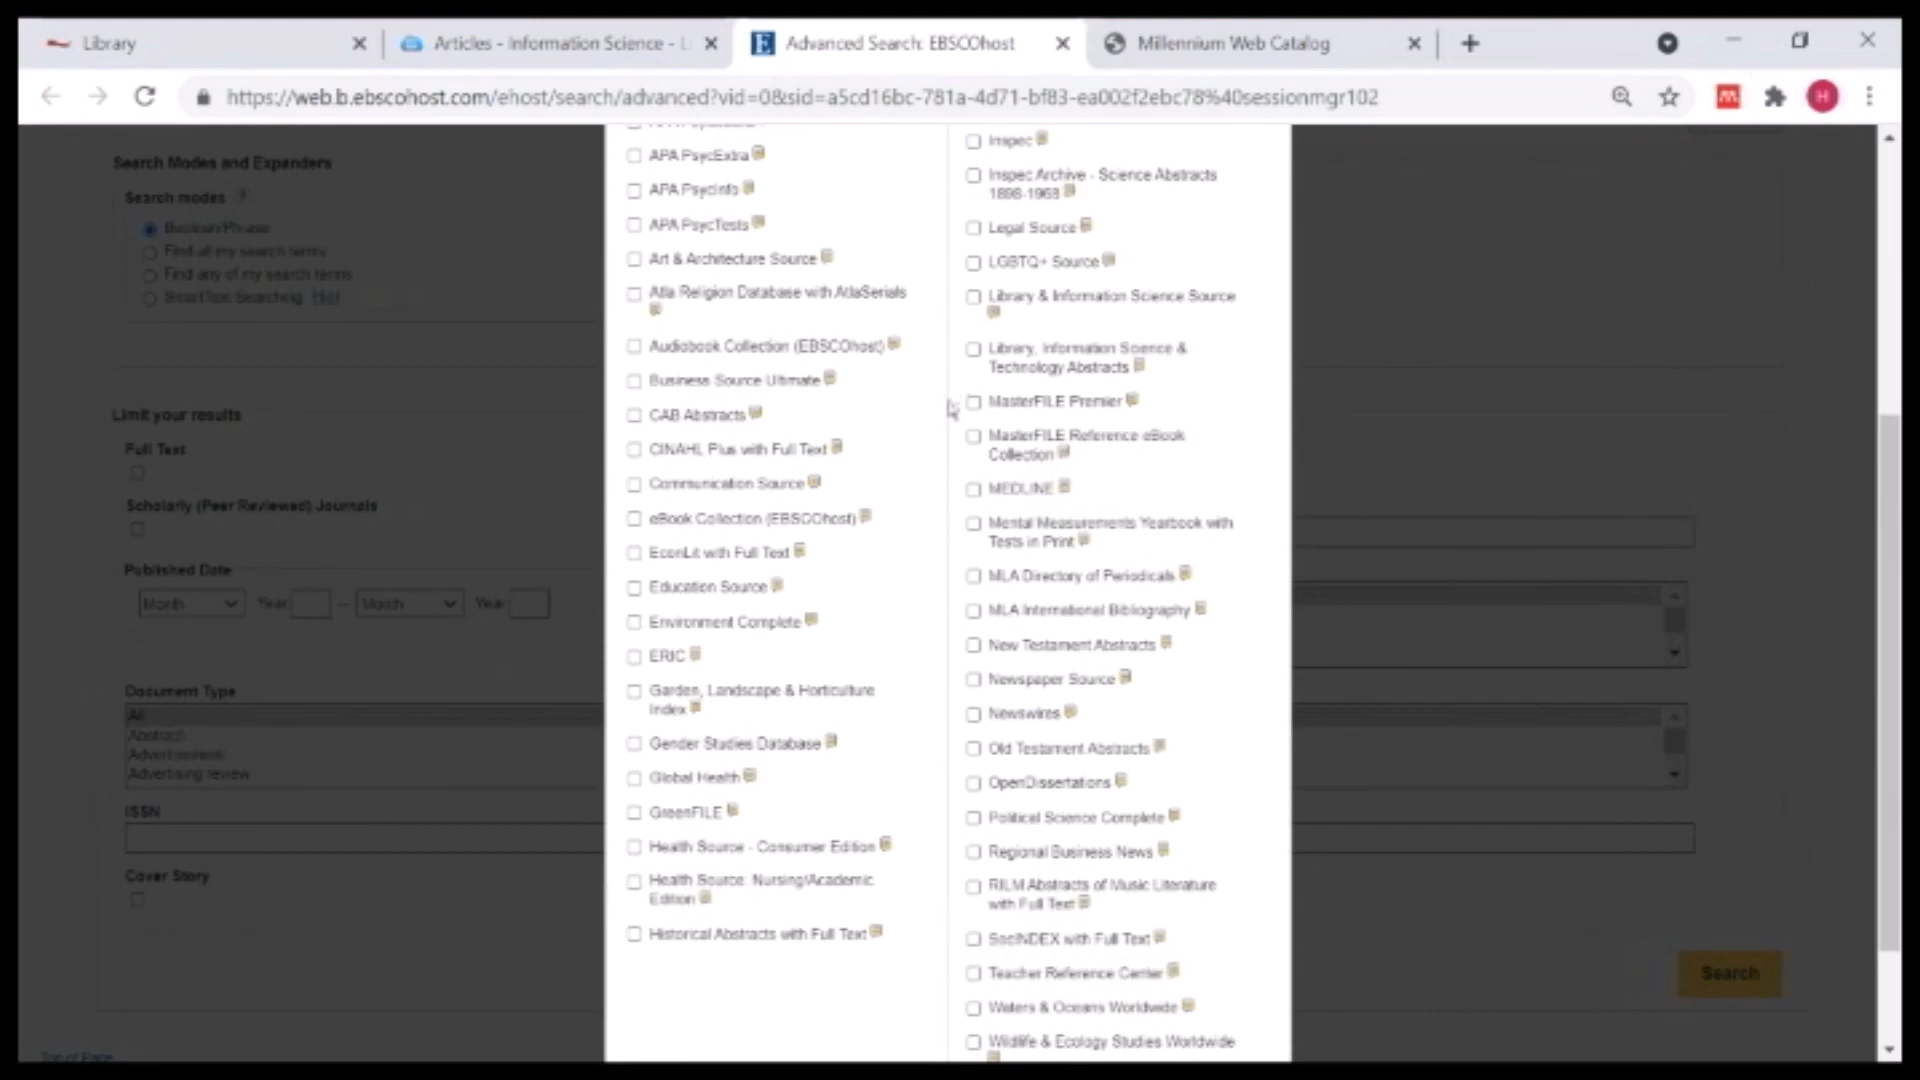 Library
Articles - Information Science - L
Advanced Search: EBSCOhost
Millennium Web Catalog
https://web.b.ebscohost.com/ehost/search/advanced?vid=0&sid=a5cd16bc-781a-4d71-bf83-ea002f2ebc78%40sessionmgr102
H
Search Modes and Expanders
Search modes ?
Boolean/Phrase
Find all my search terms
Find any of my search terms
SmartText Searching Hint
Limit your results
Full Text
Scholarly (Peer Reviewed) Journals
Published Date
Month Year — Month Year
Document Type
All
Abstract
Advertisement
Advertising review
ISSN
Cover Story
Top of Page
APA PsycExtra
APA PsycInfo
APA PsycTests
Art & Architecture Source
Atla Religion Database with AtlaSerials
Audiobook Collection (EBSCOhost)
Business Source Ultimate
CAB Abstracts
CINAHL Plus with Full Text
Communication Source
eBook Collection (EBSCOhost)
EconLit with Full Text
Education Source
Environment Complete
ERIC
Garden, Landscape & Horticulture
Index
Gender Studies Database
Global Health
GreenFILE
Health Source - Consumer Edition
Health Source: Nursing/Academic
Edition
Historical Abstracts with Full Text
Inspec
Inspec Archive - Science Abstracts
1898-1968
Legal Source
LGBTQ+ Source
Library & Information Science Source
Library, Information Science &
Technology Abstracts
MasterFILE Premier
MasterFILE Reference eBook
Collection
MEDLINE
Mental Measurements Yearbook with
Tests in Print
MLA Directory of Periodicals
MLA International Bibliography
New Testament Abstracts
Newspaper Source
Newswires
Old Testament Abstracts
OpenDissertations
Political Science Complete
Regional Business News
RILM Abstracts of Music Literature
with Full Text
SocINDEX with Full Text
Teacher Reference Center
Waters & Oceans Worldwide
Wildlife & Ecology Studies Worldwide
Search